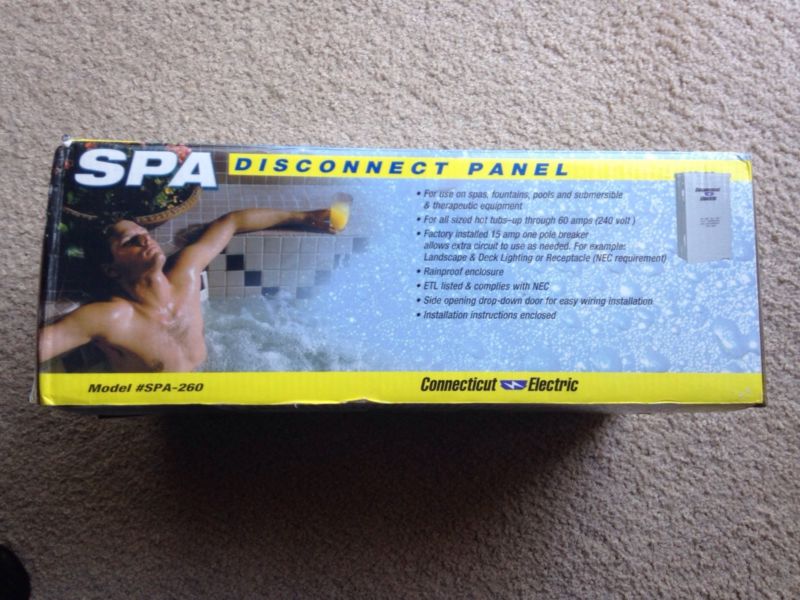 SPA
DISCONNECT PANEL
• For use on spas, fountains, pools and submersible
& therapeutic equipment
• For all sized hot tubs–up through 60 amps (240 volt )
• Factory installed 15 amp one pole breaker
allows extra circuit to use as needed. For example:
Landscape & Deck Lighting or Receptacle (NEC requirement)
• Rainproof enclosure
• ETL listed & complies with NEC
• Side opening drop-down door for easy wiring installation
• Installation instructions enclosed
Connecticut
Electric
Model #SPA-260
Connecticut Electric